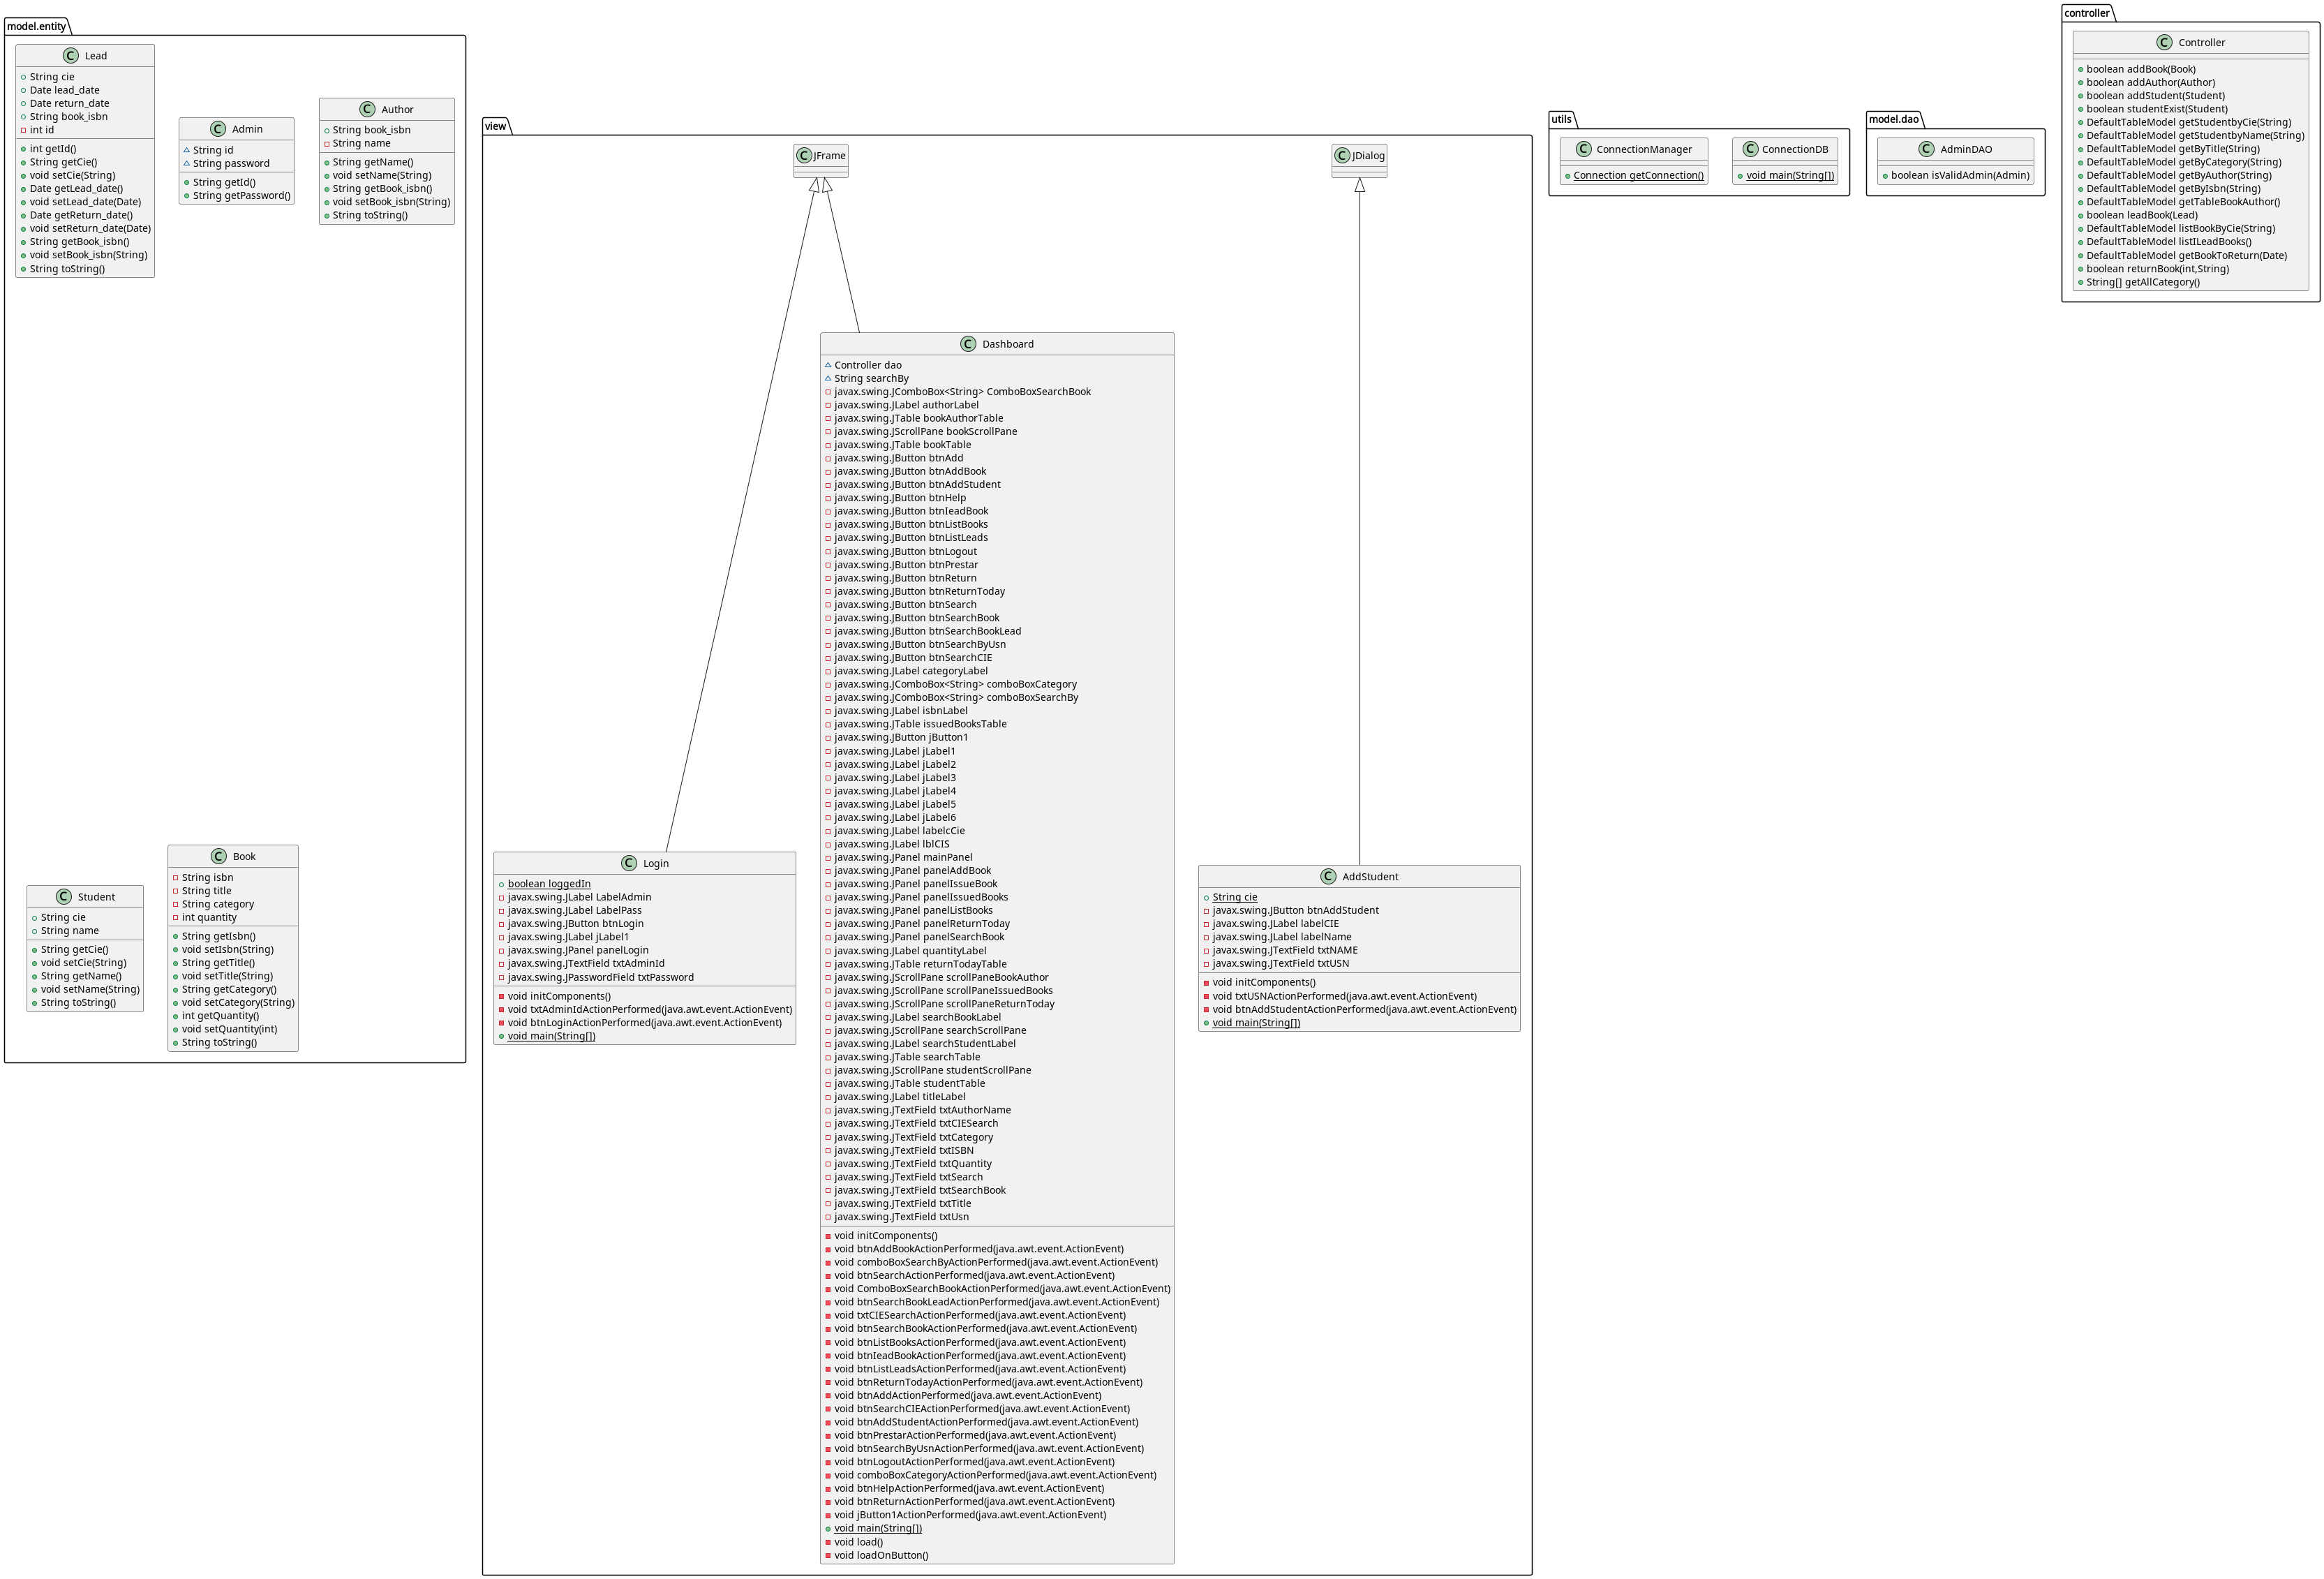 model.entity
Lead
String cie
Date lead_date
Date return_date
String book_isbn
int id
int getId()
String getCie()
void setCie(String)
Date getLead_date()
void setLead_date(Date)
Date getReturn_date()
void setReturn_date(Date)
String getBook_isbn()
void setBook_isbn(String)
String toString()
Admin
String id
String password
String getId()
String getPassword()
Author
String book_isbn
String name
String getName()
void setName(String)
String getBook_isbn()
void setBook_isbn(String)
String toString()
Student
String cie
String name
String getCie()
void setCie(String)
String getName()
void setName(String)
String toString()
Book
String isbn
String title
String category
int quantity
String getIsbn()
void setIsbn(String)
String getTitle()
void setTitle(String)
String getCategory()
void setCategory(String)
int getQuantity()
void setQuantity(int)
String toString()
view
JFrame
JDialog
Login
boolean loggedIn
javax.swing.JLabel LabelAdmin
javax.swing.JLabel LabelPass
javax.swing.JButton btnLogin
javax.swing.JLabel jLabel1
javax.swing.JPanel panelLogin
javax.swing.JTextField txtAdminId
javax.swing.JPasswordField txtPassword
void initComponents()
void txtAdminIdActionPerformed(java.awt.event.ActionEvent)
void btnLoginActionPerformed(java.awt.event.ActionEvent)
void main(String[])
Dashboard
Controller dao
String searchBy
javax.swing.JComboBox<String> ComboBoxSearchBook
javax.swing.JLabel authorLabel
javax.swing.JTable bookAuthorTable
javax.swing.JScrollPane bookScrollPane
javax.swing.JTable bookTable
javax.swing.JButton btnAdd
javax.swing.JButton btnAddBook
javax.swing.JButton btnAddStudent
javax.swing.JButton btnHelp
javax.swing.JButton btnIeadBook
javax.swing.JButton btnListBooks
javax.swing.JButton btnListLeads
javax.swing.JButton btnLogout
javax.swing.JButton btnPrestar
javax.swing.JButton btnReturn
javax.swing.JButton btnReturnToday
javax.swing.JButton btnSearch
javax.swing.JButton btnSearchBook
javax.swing.JButton btnSearchBookLead
javax.swing.JButton btnSearchByUsn
javax.swing.JButton btnSearchCIE
javax.swing.JLabel categoryLabel
javax.swing.JComboBox<String> comboBoxCategory
javax.swing.JComboBox<String> comboBoxSearchBy
javax.swing.JLabel isbnLabel
javax.swing.JTable issuedBooksTable
javax.swing.JButton jButton1
javax.swing.JLabel jLabel1
javax.swing.JLabel jLabel2
javax.swing.JLabel jLabel3
javax.swing.JLabel jLabel4
javax.swing.JLabel jLabel5
javax.swing.JLabel jLabel6
javax.swing.JLabel labelcCie
javax.swing.JLabel lblCIS
javax.swing.JPanel mainPanel
javax.swing.JPanel panelAddBook
javax.swing.JPanel panelIssueBook
javax.swing.JPanel panelIssuedBooks
javax.swing.JPanel panelListBooks
javax.swing.JPanel panelReturnToday
javax.swing.JPanel panelSearchBook
javax.swing.JLabel quantityLabel
javax.swing.JTable returnTodayTable
javax.swing.JScrollPane scrollPaneBookAuthor
javax.swing.JScrollPane scrollPaneIssuedBooks
javax.swing.JScrollPane scrollPaneReturnToday
javax.swing.JLabel searchBookLabel
javax.swing.JScrollPane searchScrollPane
javax.swing.JLabel searchStudentLabel
javax.swing.JTable searchTable
javax.swing.JScrollPane studentScrollPane
javax.swing.JTable studentTable
javax.swing.JLabel titleLabel
javax.swing.JTextField txtAuthorName
javax.swing.JTextField txtCIESearch
javax.swing.JTextField txtCategory
javax.swing.JTextField txtISBN
javax.swing.JTextField txtQuantity
javax.swing.JTextField txtSearch
javax.swing.JTextField txtSearchBook
javax.swing.JTextField txtTitle
javax.swing.JTextField txtUsn
void initComponents()
void btnAddBookActionPerformed(java.awt.event.ActionEvent)
void comboBoxSearchByActionPerformed(java.awt.event.ActionEvent)
void btnSearchActionPerformed(java.awt.event.ActionEvent)
void ComboBoxSearchBookActionPerformed(java.awt.event.ActionEvent)
void btnSearchBookLeadActionPerformed(java.awt.event.ActionEvent)
void txtCIESearchActionPerformed(java.awt.event.ActionEvent)
void btnSearchBookActionPerformed(java.awt.event.ActionEvent)
void btnListBooksActionPerformed(java.awt.event.ActionEvent)
void btnIeadBookActionPerformed(java.awt.event.ActionEvent)
void btnListLeadsActionPerformed(java.awt.event.ActionEvent)
void btnReturnTodayActionPerformed(java.awt.event.ActionEvent)
void btnAddActionPerformed(java.awt.event.ActionEvent)
void btnSearchCIEActionPerformed(java.awt.event.ActionEvent)
void btnAddStudentActionPerformed(java.awt.event.ActionEvent)
void btnPrestarActionPerformed(java.awt.event.ActionEvent)
void btnSearchByUsnActionPerformed(java.awt.event.ActionEvent)
void btnLogoutActionPerformed(java.awt.event.ActionEvent)
void comboBoxCategoryActionPerformed(java.awt.event.ActionEvent)
void btnHelpActionPerformed(java.awt.event.ActionEvent)
void btnReturnActionPerformed(java.awt.event.ActionEvent)
void jButton1ActionPerformed(java.awt.event.ActionEvent)
void main(String[])
void load()
void loadOnButton()
AddStudent
String cie
javax.swing.JButton btnAddStudent
javax.swing.JLabel labelCIE
javax.swing.JLabel labelName
javax.swing.JTextField txtNAME
javax.swing.JTextField txtUSN
void initComponents()
void txtUSNActionPerformed(java.awt.event.ActionEvent)
void btnAddStudentActionPerformed(java.awt.event.ActionEvent)
void main(String[])
utils
ConnectionManager
Connection getConnection()
ConnectionDB
void main(String[])
model.dao
AdminDAO
boolean isValidAdmin(Admin)
controller
Controller
boolean addBook(Book)
boolean addAuthor(Author)
boolean addStudent(Student)
boolean studentExist(Student)
DefaultTableModel getStudentbyCie(String)
DefaultTableModel getStudentbyName(String)
DefaultTableModel getByTitle(String)
DefaultTableModel getByCategory(String)
DefaultTableModel getByAuthor(String)
DefaultTableModel getByIsbn(String)
DefaultTableModel getTableBookAuthor()
boolean leadBook(Lead)
DefaultTableModel listBookByCie(String)
DefaultTableModel listILeadBooks()
DefaultTableModel getBookToReturn(Date)
boolean returnBook(int,String)
String[] getAllCategory()